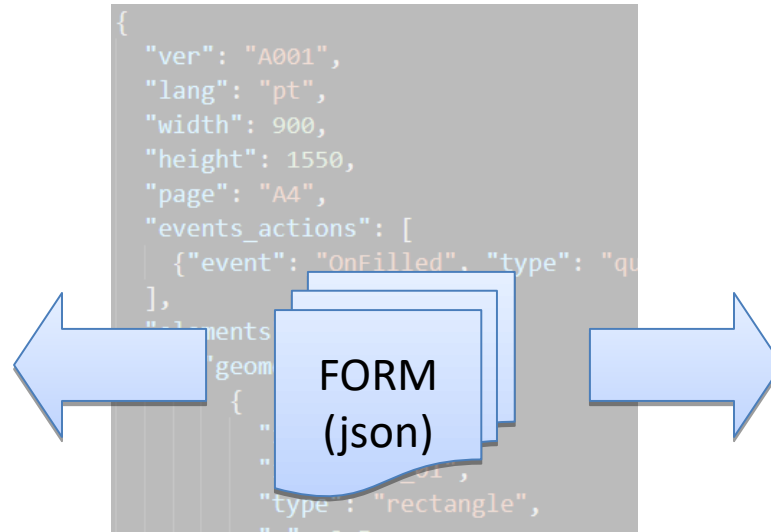 {
"ver": "A001",
"lang": "pt",
"width": 900,
"height": 1550,
"page": "A4",
"events_actions": [
{"event": "OnFilled", "type": "qu
],
FORM
(json)
{
"type": "rectangle",